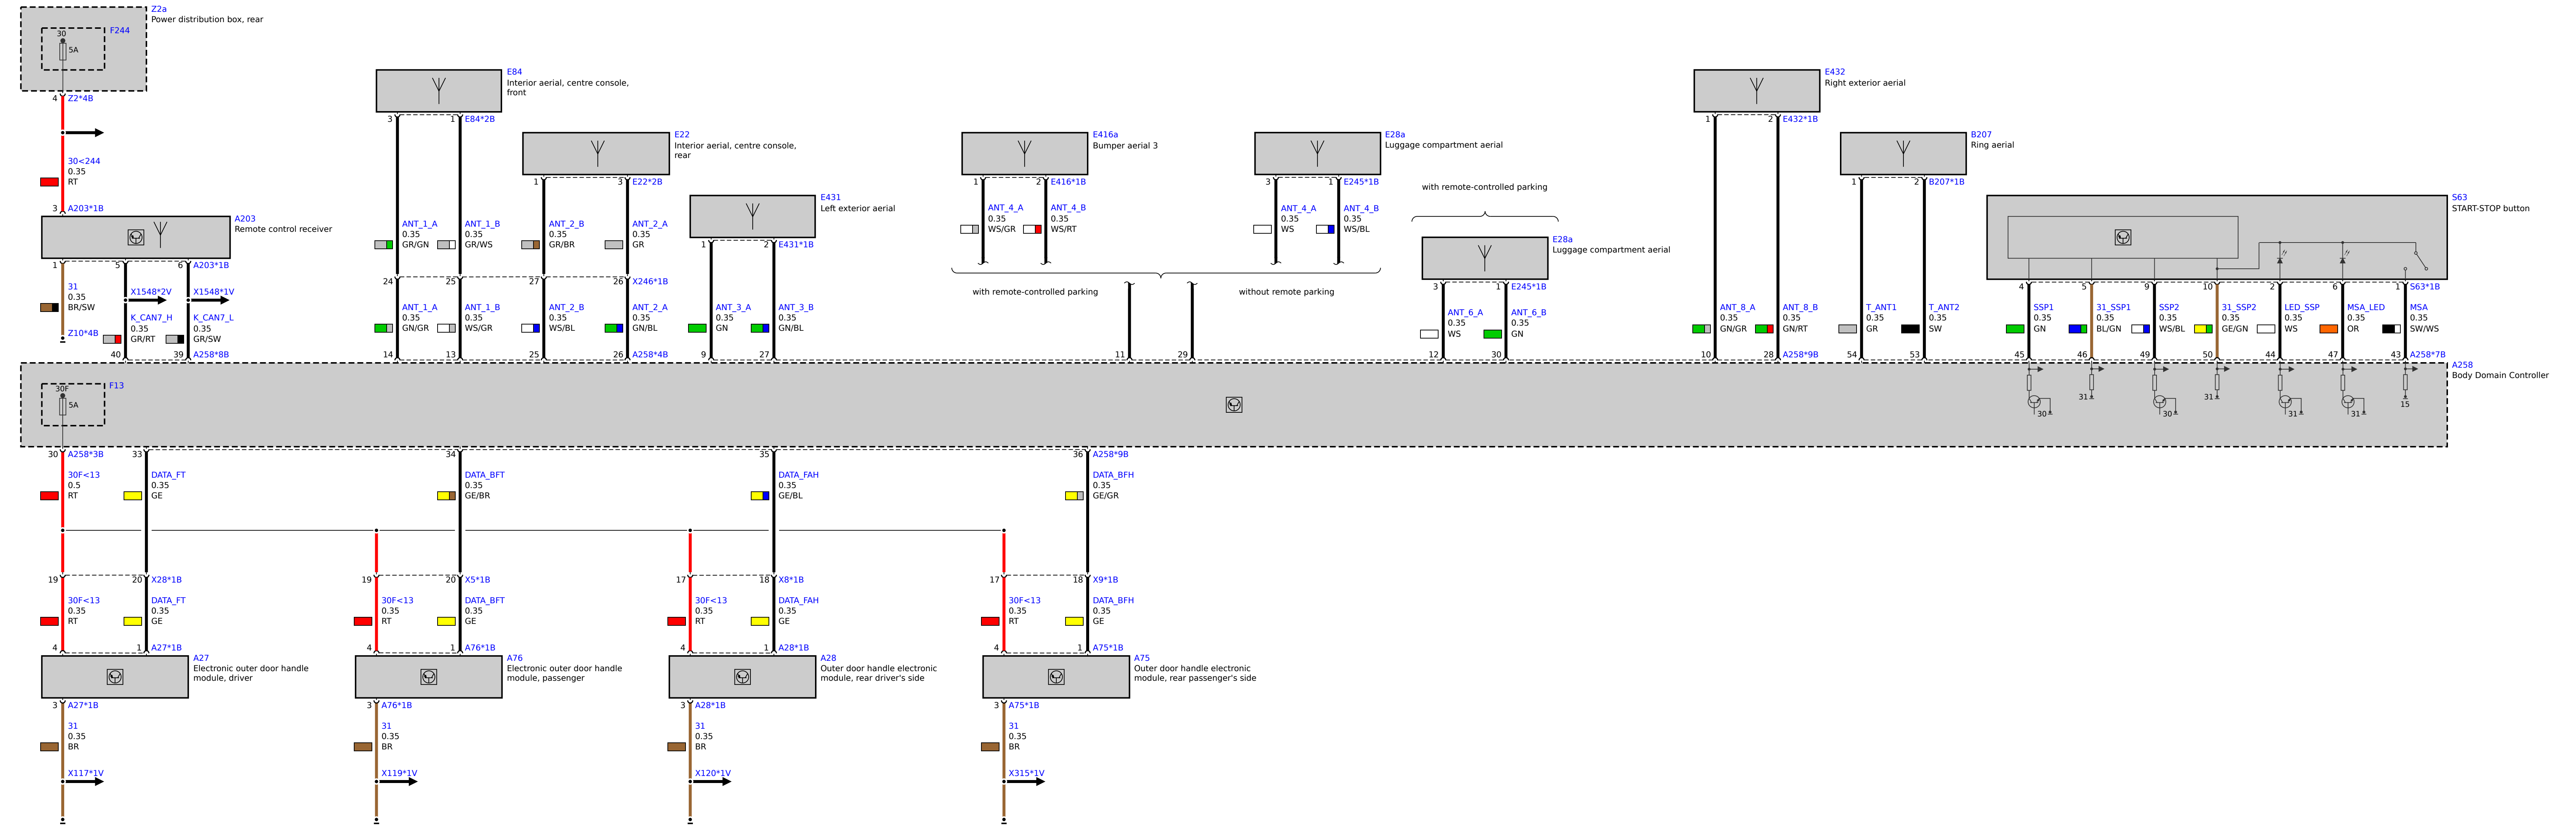 Z2a
Power distribution box, rear
F244
30
5A
4 Z2*4B
30<244
0.35
RT
3 A203*1B
A203
Remote control receiver
1 5 6 A203*1B
31
0.35
BR/SW
Z10*4B
X1548*2V
K_CAN7_H
0.35
GR/RT
X1548*1V
K_CAN7_L
0.35
GR/SW
40 39 A258*8B
E84
Interior aerial, centre console,
front
3 1 E84*2B
ANT_1_A
0.35
GR/GN
ANT_1_B
0.35
GR/WS
E22
Interior aerial, centre console,
rear
1 3 E22*2B
ANT_2_B
0.35
GR/BR
ANT_2_A
0.35
GR
24 25 27 26 X246*1B
ANT_1_A
0.35
GN/GR
ANT_1_B
0.35
WS/GR
ANT_2_B
0.35
WS/BL
ANT_2_A
0.35
GN/BL
14 13 25 26 A258*4B
E431
Left exterior aerial
1 2 E431*1B
ANT_3_A
0.35
GN
ANT_3_B
0.35
GN/BL
9 27
E416a
Bumper aerial 3
1 2 E416*1B
ANT_4_A
0.35
WS/GR
ANT_4_B
0.35
WS/RT
E28a
Luggage compartment aerial
3 1 E245*1B
ANT_4_A
0.35
WS
ANT_4_B
0.35
WS/BL
with remote-controlled parking
without remote parking
11 29
with remote-controlled parking
E28a
Luggage compartment aerial
3 1 E245*1B
ANT_6_A
0.35
WS
ANT_6_B
0.35
GN
12 30
E432
Right exterior aerial
1 2 E432*1B
ANT_8_A
0.35
GN/GR
ANT_8_B
0.35
GN/RT
10 28 A258*9B
B207
Ring aerial
1 2 B207*1B
T_ANT1
0.35
GR
T_ANT2
0.35
SW
54 53
S63
START-STOP button
4 5 9 10 2 6 1 S63*1B
SSP1
0.35
GN
31_SSP1
0.35
BL/GN
SSP2
0.35
WS/BL
31_SSP2
0.35
GE/GN
LED_SSP
0.35
WS
MSA_LED
0.35
OR
MSA
0.35
SW/WS
45 46 49 50 44 47 43 A258*7B
A258
Body Domain Controller
30 31 30 31 31 31 15
F13
30F
5A
30 A258*3B 33 34 35 36 A258*9B
30F<13
0.5
RT
DATA_FT
0.35
GE
DATA_BFT
0.35
GE/BR
DATA_FAH
0.35
GE/BL
DATA_BFH
0.35
GE/GR
19 20 X28*1B
19 20 X5*1B
17 18 X8*1B
17 18 X9*1B
30F<13
0.35
RT
DATA_FT
0.35
GE
30F<13
0.35
RT
DATA_BFT
0.35
GE
30F<13
0.35
RT
DATA_FAH
0.35
GE
30F<13
0.35
RT
DATA_BFH
0.35
GE
4 1 A27*1B
4 1 A76*1B
4 1 A28*1B
4 1 A75*1B
A27
Electronic outer door handle
module, driver
A76
Electronic outer door handle
module, passenger
A28
Outer door handle electronic
module, rear driver's side
A75
Outer door handle electronic
module, rear passenger's side
3 A27*1B
3 A76*1B
3 A28*1B
3 A75*1B
31
0.35
BR
31
0.35
BR
31
0.35
BR
31
0.35
BR
X117*1V
X119*1V
X120*1V
X315*1V